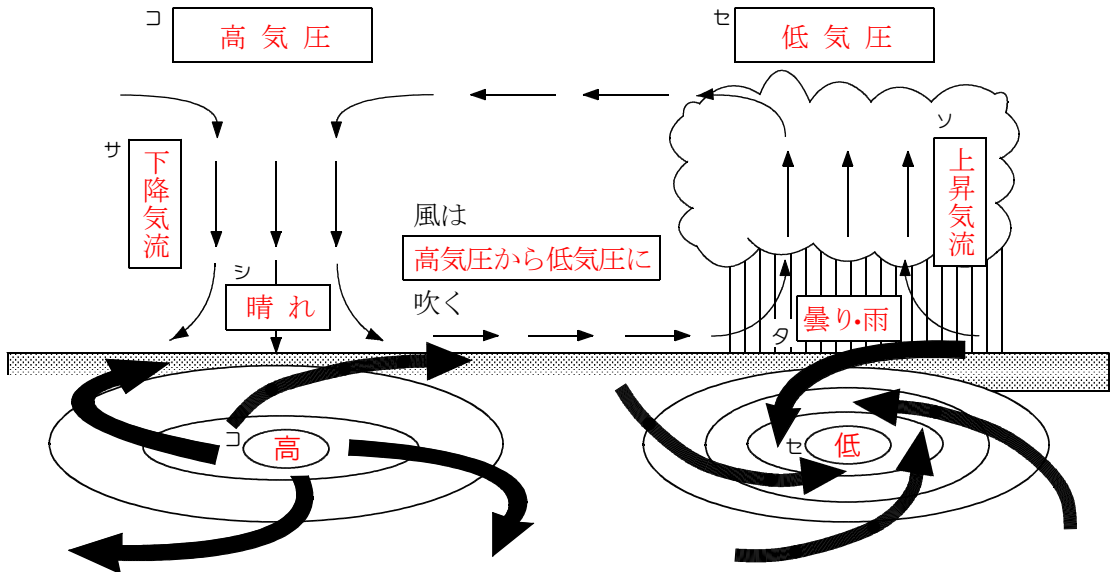 コ 高気圧
セ 低気圧
サ 下降気流
ソ 上昇気流
風は
高気圧から低気圧に
吹く
シ 晴れ
タ 曇り・雨
コ 高
セ 低